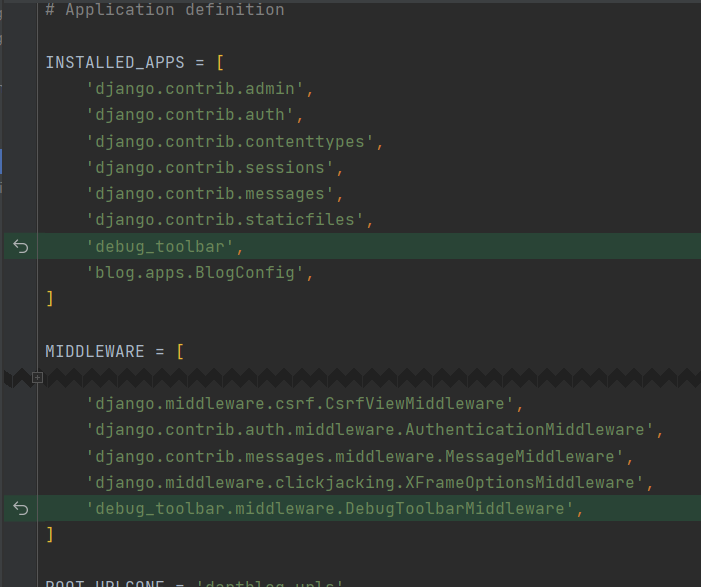 # Application definition
INSTALLED_APPS = [
'django.contrib.admin',
'django.contrib.auth',
'django.contrib.contenttypes',
'django.contrib.sessions',
'django.contrib.messages',
'django.contrib.staticfiles',
'debug_toolbar',
'blog.apps.BlogConfig',
]
MIDDLEWARE = [
'django.middleware.csrf.CsrfViewMiddleware',
'django.contrib.auth.middleware.AuthenticationMiddleware',
'django.contrib.messages.middleware.MessageMiddleware',
'django.middleware.clickjacking.XFrameOptionsMiddleware',
'debug_toolbar.middleware.DebugToolbarMiddleware',
]
ROOT_URLCONF =